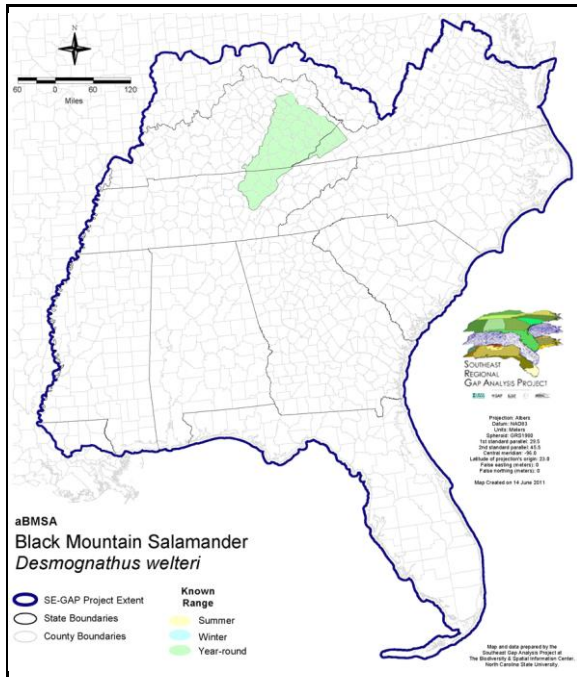 N
60 0 60 120
Miles
SOUTHEAST
REGIONAL
GAP ANALYSIS PROJECT
Projection: Albers
Datum: NAD83
Units: Meters
Spheroid: GRS1980
1st standard parallel: 29.5
2nd standard parallel: 45.5
Central meridian: -96.0
Latitude of projection's origin: 23.0
False easting (meters): 0
False northing (meters): 0
Map Created on 14 June 2011
aBMSA
Black Mountain Salamander
Desmognathus welteri
SE-GAP Project Extent
State Boundaries
County Boundaries
Known
Range
Summer
Winter
Year-round
Map and data prepared by the
Southeast Gap Analysis Project at
The Biodiversity & Spatial Information Center,
North Carolina State University.